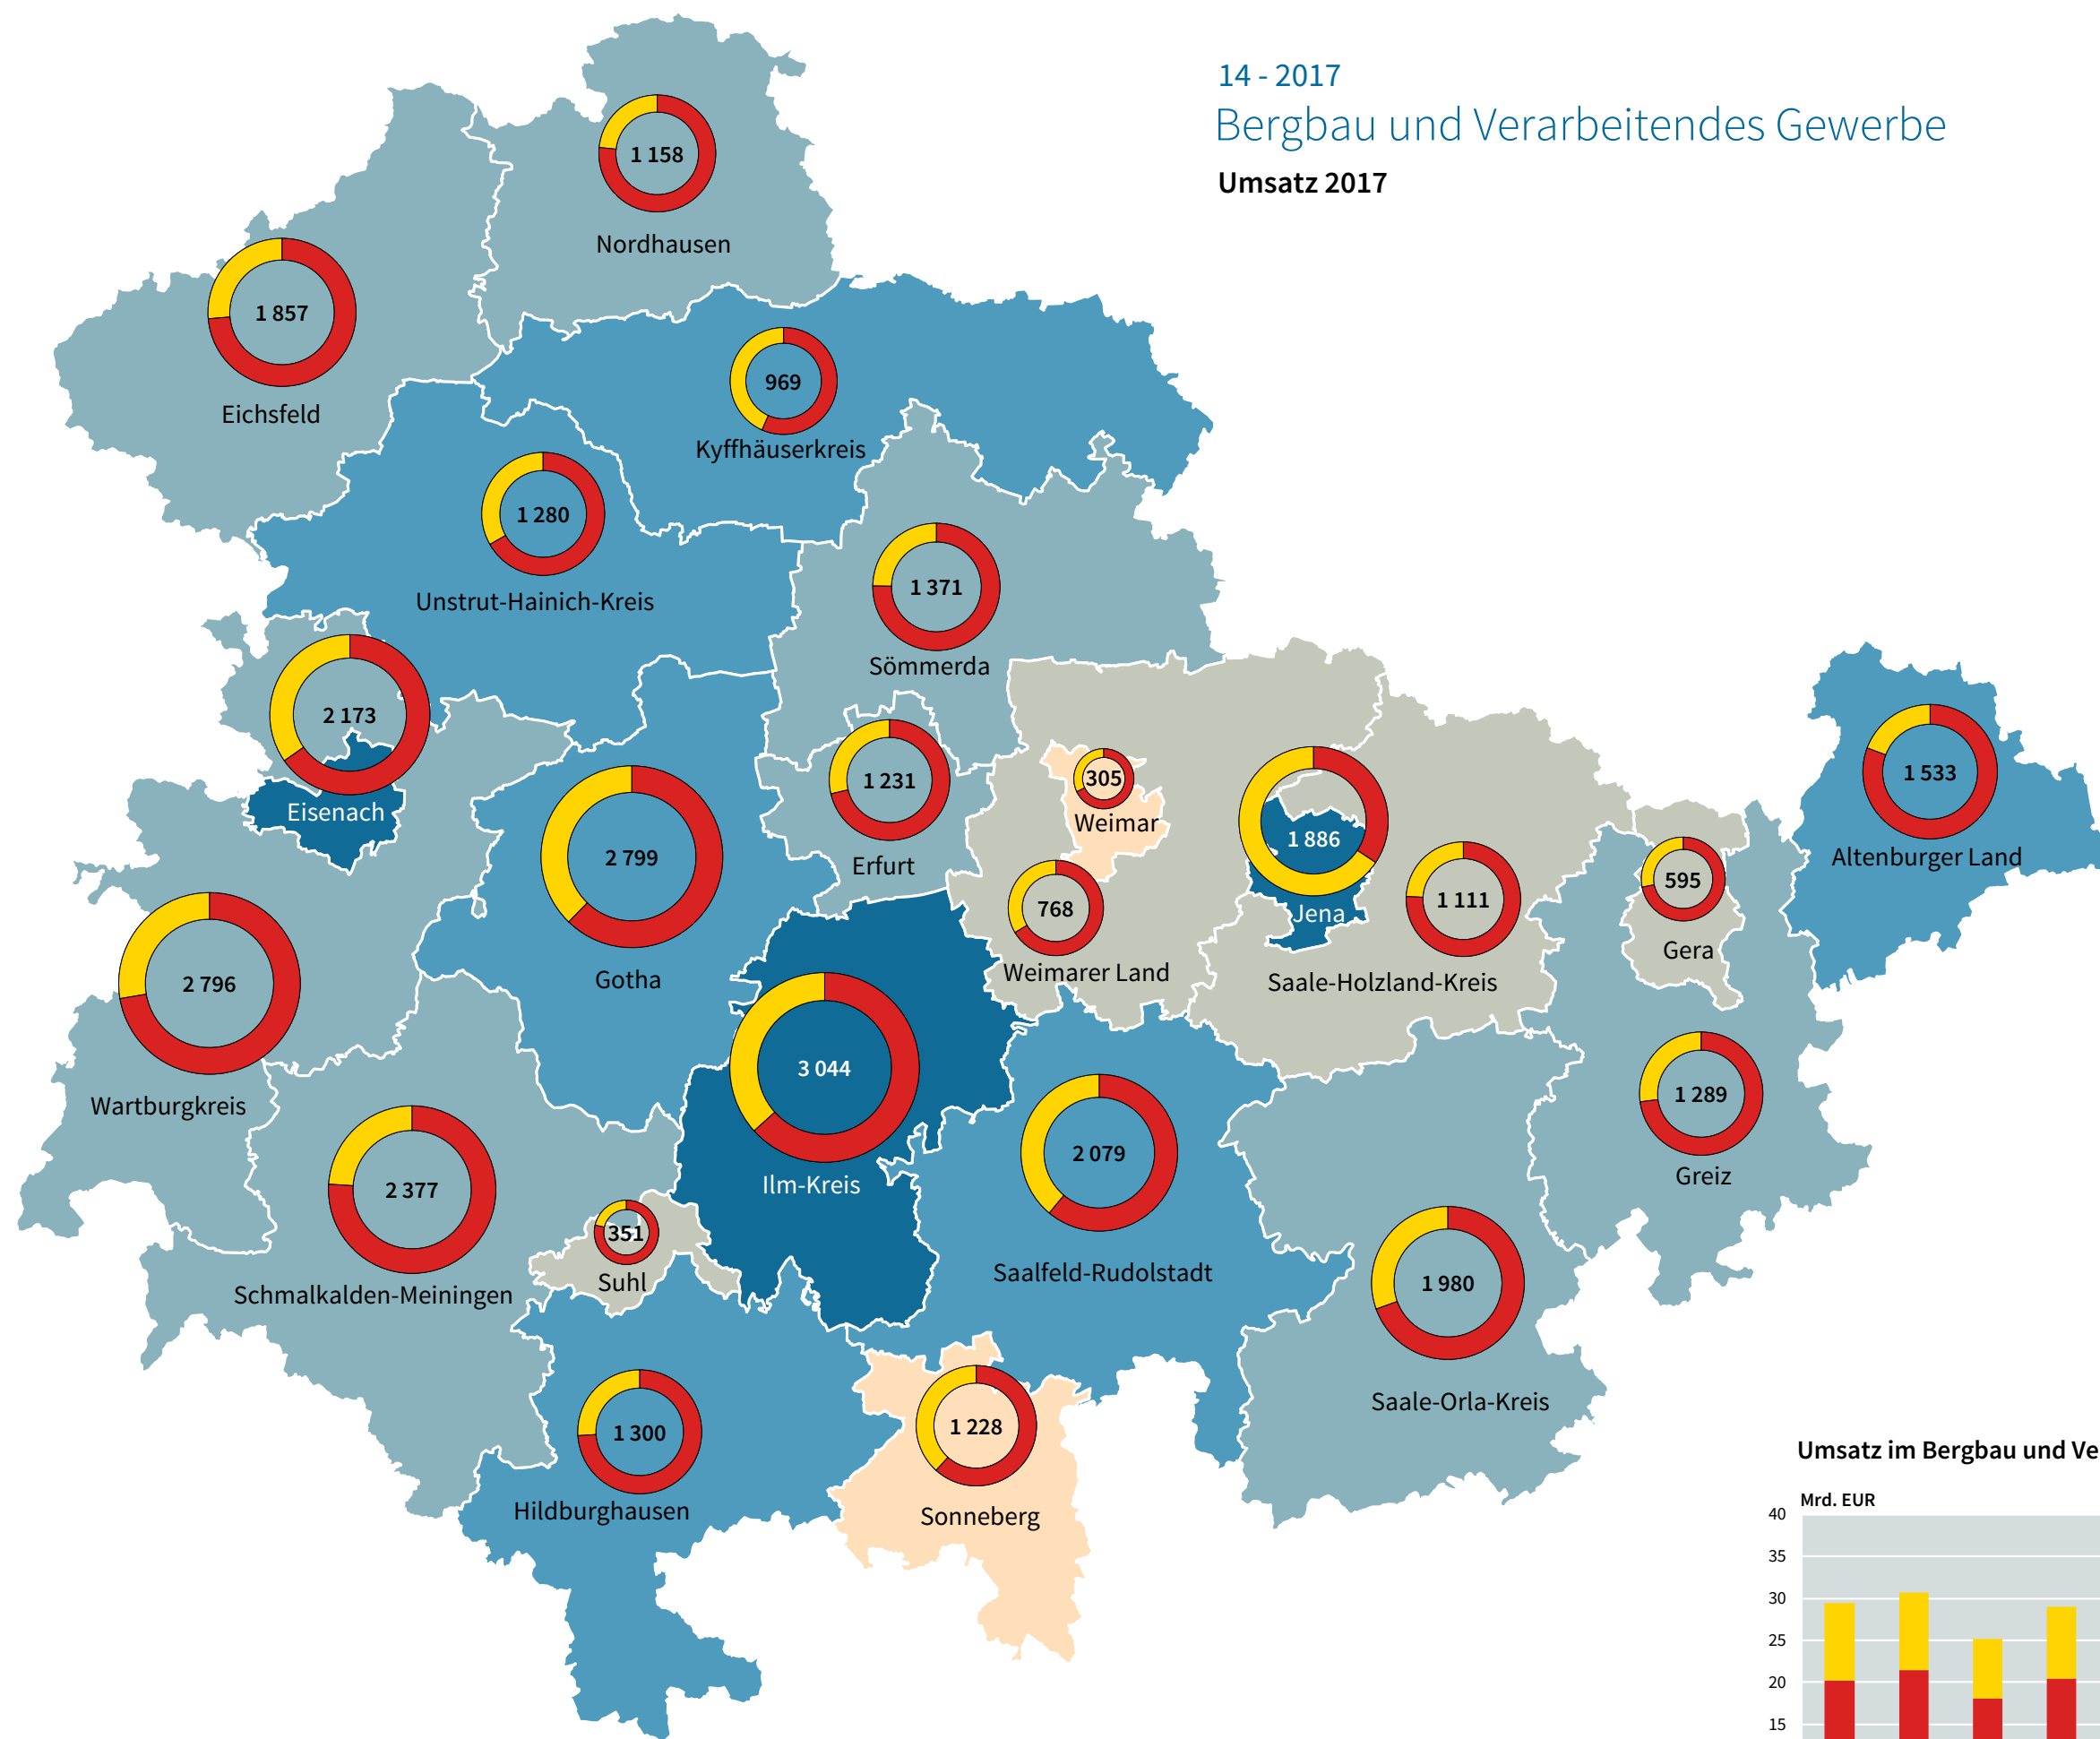 14 - 2017
Bergbau und Verarbeitendes Gewerbe
Umsatz 2017
1 158
Nordhausen
1 857
Eichsfeld
969
Kyffhäuserkreis
1 280
Unstrut-Hainich-Kreis
1 371
Sömmerda
2 173
Eisenach
1 231
Erfurt
305
Weimar
1 886
Jena
1 533
Altenburger Land
2 799
Gotha
768
Weimarer Land
1 111
Saale-Holzland-Kreis
595
Gera
2 796
Wartburgkreis
3 044
Ilm-Kreis
2 079
Saalfeld-Rudolstadt
1 289
Greiz
2 377
Schmalkalden-Meiningen
351
Suhl
1 980
Saale-Orla-Kreis
1 300
Hildburghausen
1 228
Sonneberg
Umsatz im Bergbau und Ve
Mrd. EUR
40
35
30
25
20
15